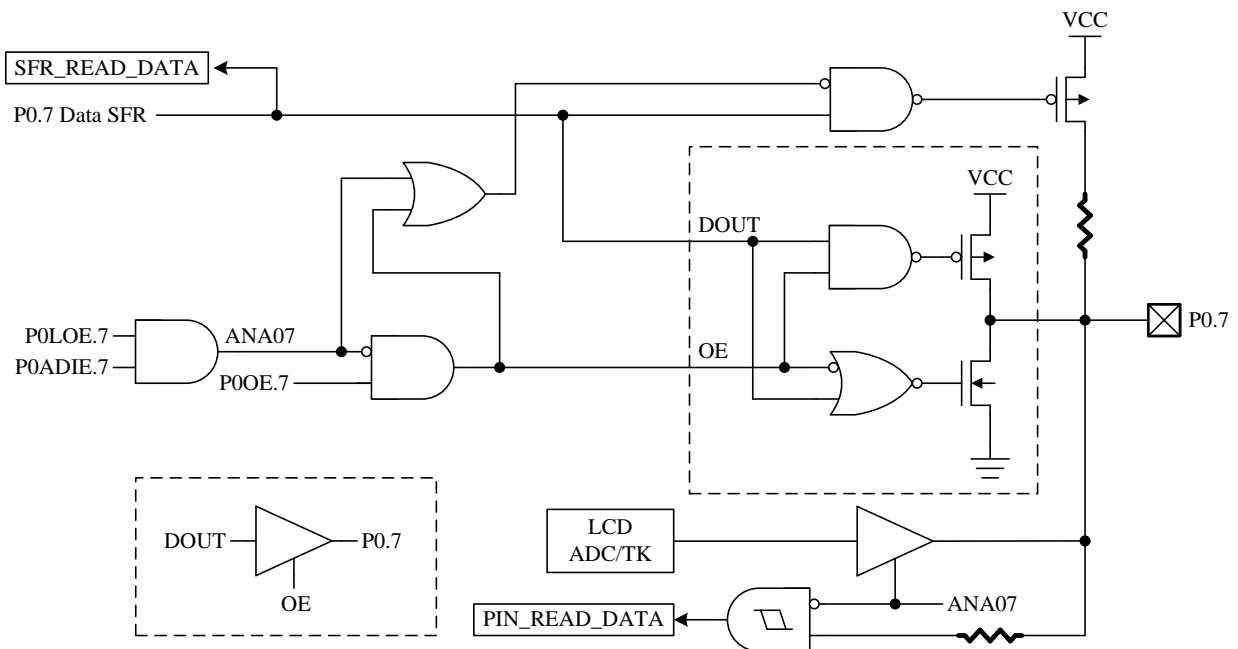 VCC
SFR_READ_DATA
P0.7 Data SFR
VCC
DOUT
P0LOE.7
ANA07
P0.7
P0ADIE.7
P0OE.7
OE
DOUT
P0.7
OE
LCD
ADC/TK
ANA07
PIN_READ_DATA